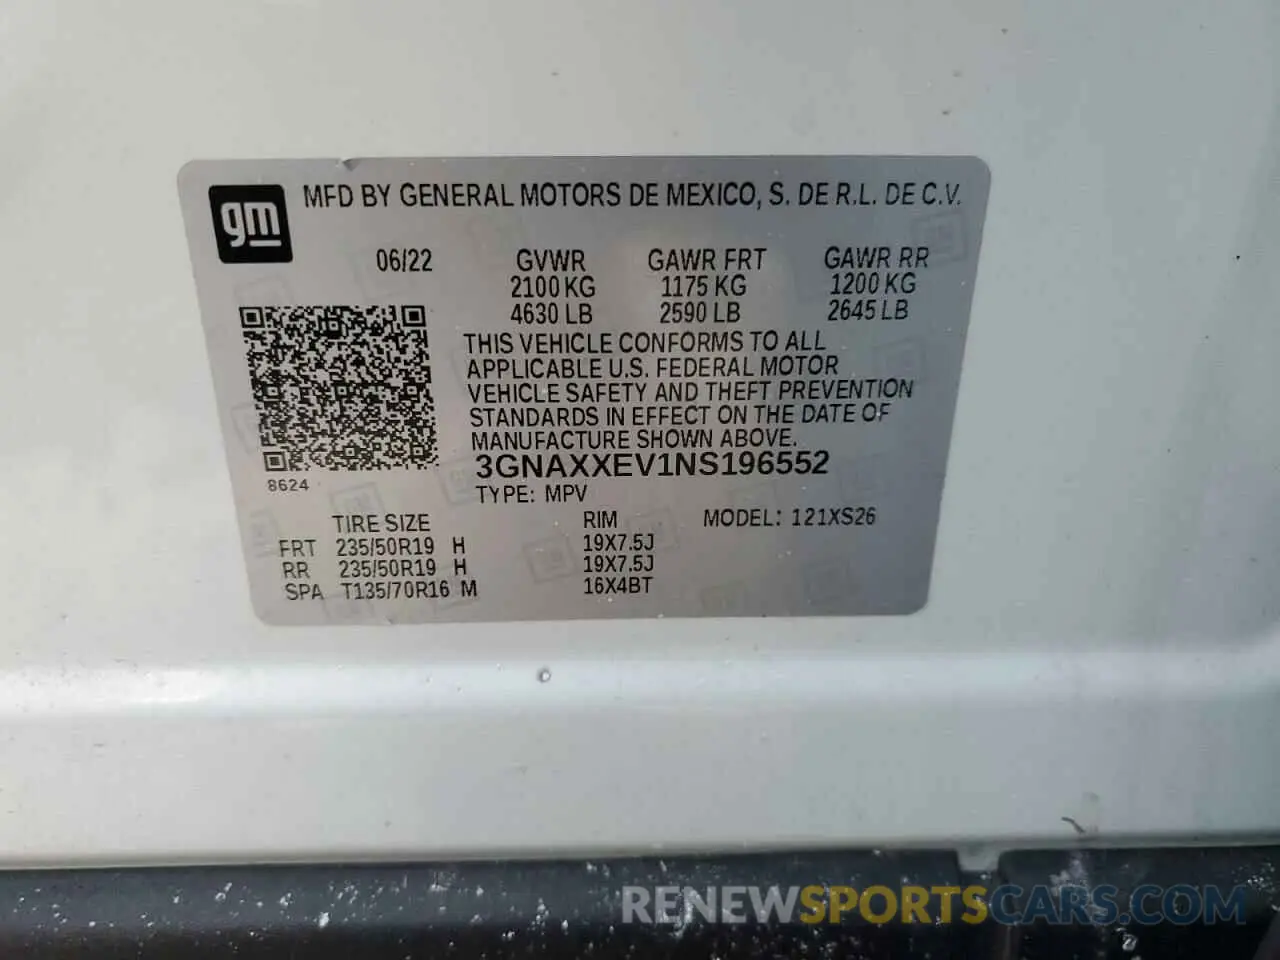 gm
MFD BY GENERAL MOTORS DE MEXICO, S. DE R.L. DE C.V.
06/22 GVWR GAWR FRT GAWR RR
2100 KG 1175 KG 1200 KG
4630 LB 2590 LB 2645 LB
THIS VEHICLE CONFORMS TO ALL
APPLICABLE U.S. FEDERAL MOTOR
VEHICLE SAFETY AND THEFT PREVENTION
STANDARDS IN EFFECT ON THE DATE OF
MANUFACTURE SHOWN ABOVE.
3GNAXXEV1NS196552
8624
TYPE: MPV
TIRE SIZE RIM MODEL: 121XS26
FRT 235/50R19 H 19X7.5J
RR 235/50R19 H 19X7.5J
SPA T135/70R16 M 16X4BT
RENEWSPORTSCARS.COM